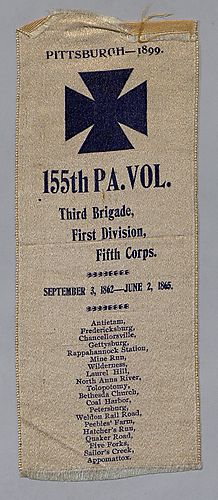 PITTSBURGH—1899.
155th PA. VOL.
Third Brigade,
First Division,
Fifth Corps.
SEPTEMBER 3, 1862—JUNE 2, 1865.
Antietam,
Fredericksburg,
Chancellorsville,
Gettysburg,
Rappahannock Station,
Mine Run,
Wilderness,
Laurel Hill,
North Anna River,
Tolopotomy,
Bethesda Church,
Coal Harbor,
Petersburg,
Weldon Rail Road,
Peebles' Farm,
Hatcher's Run,
Quaker Road,
Five Forks,
Sailor's Creek,
Appomattox.